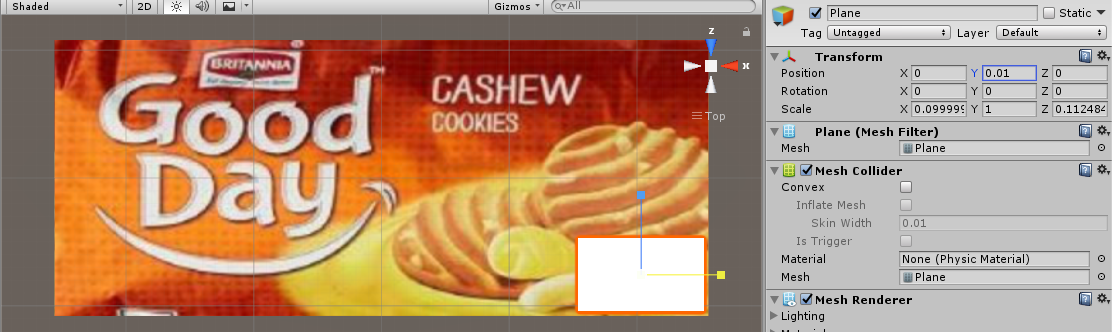 Shaded 2D Gizmos All
BRITANNIA
Good
Day
TM
CASHEW
COOKIES
z
x
Top
Plane Static
Tag Untagged Layer Default
Transform
Position X 0 Y 0.01 Z 0
Rotation X 0 Y 0 Z 0
Scale X 0.099999 Y 1 Z 0.112484
Plane (Mesh Filter)
Mesh Plane
Mesh Collider
Convex
Inflate Mesh
Skin Width 0.01
Is Trigger
Material None (Physic Material)
Mesh Plane
Mesh Renderer
Lighting